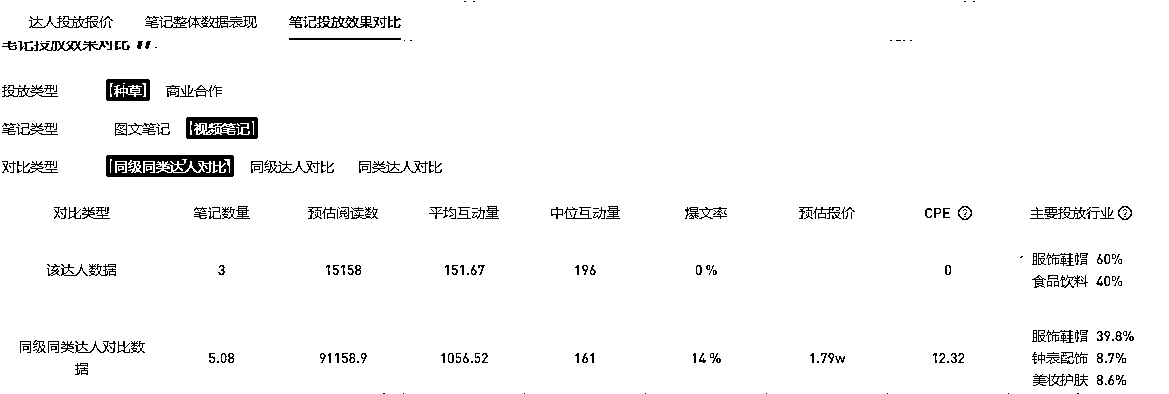 达人投放报价 笔记整体数据表现 笔记投放效果对比
笔记投放效果对比
投放类型 【种草】 商业合作
笔记类型 图文笔记 【视频笔记】
对比类型 【同级同类达人对比】 同级达人对比 同类达人对比
对比类型 笔记数量 预估阅读数 平均互动量 中位互动量 爆文率 预估报价 CPE ? 主要投放行业 ?
该达人数据 3 15158 151.67 196 0 % 0 服饰鞋帽 60%
食品饮料 40%
同级同类达人对比数据 5.08 91158.9 1056.52 161 14 % 1.79w 12.32 服饰鞋帽 39.8%
钟表配饰 8.7%
美妆护肤 8.6%